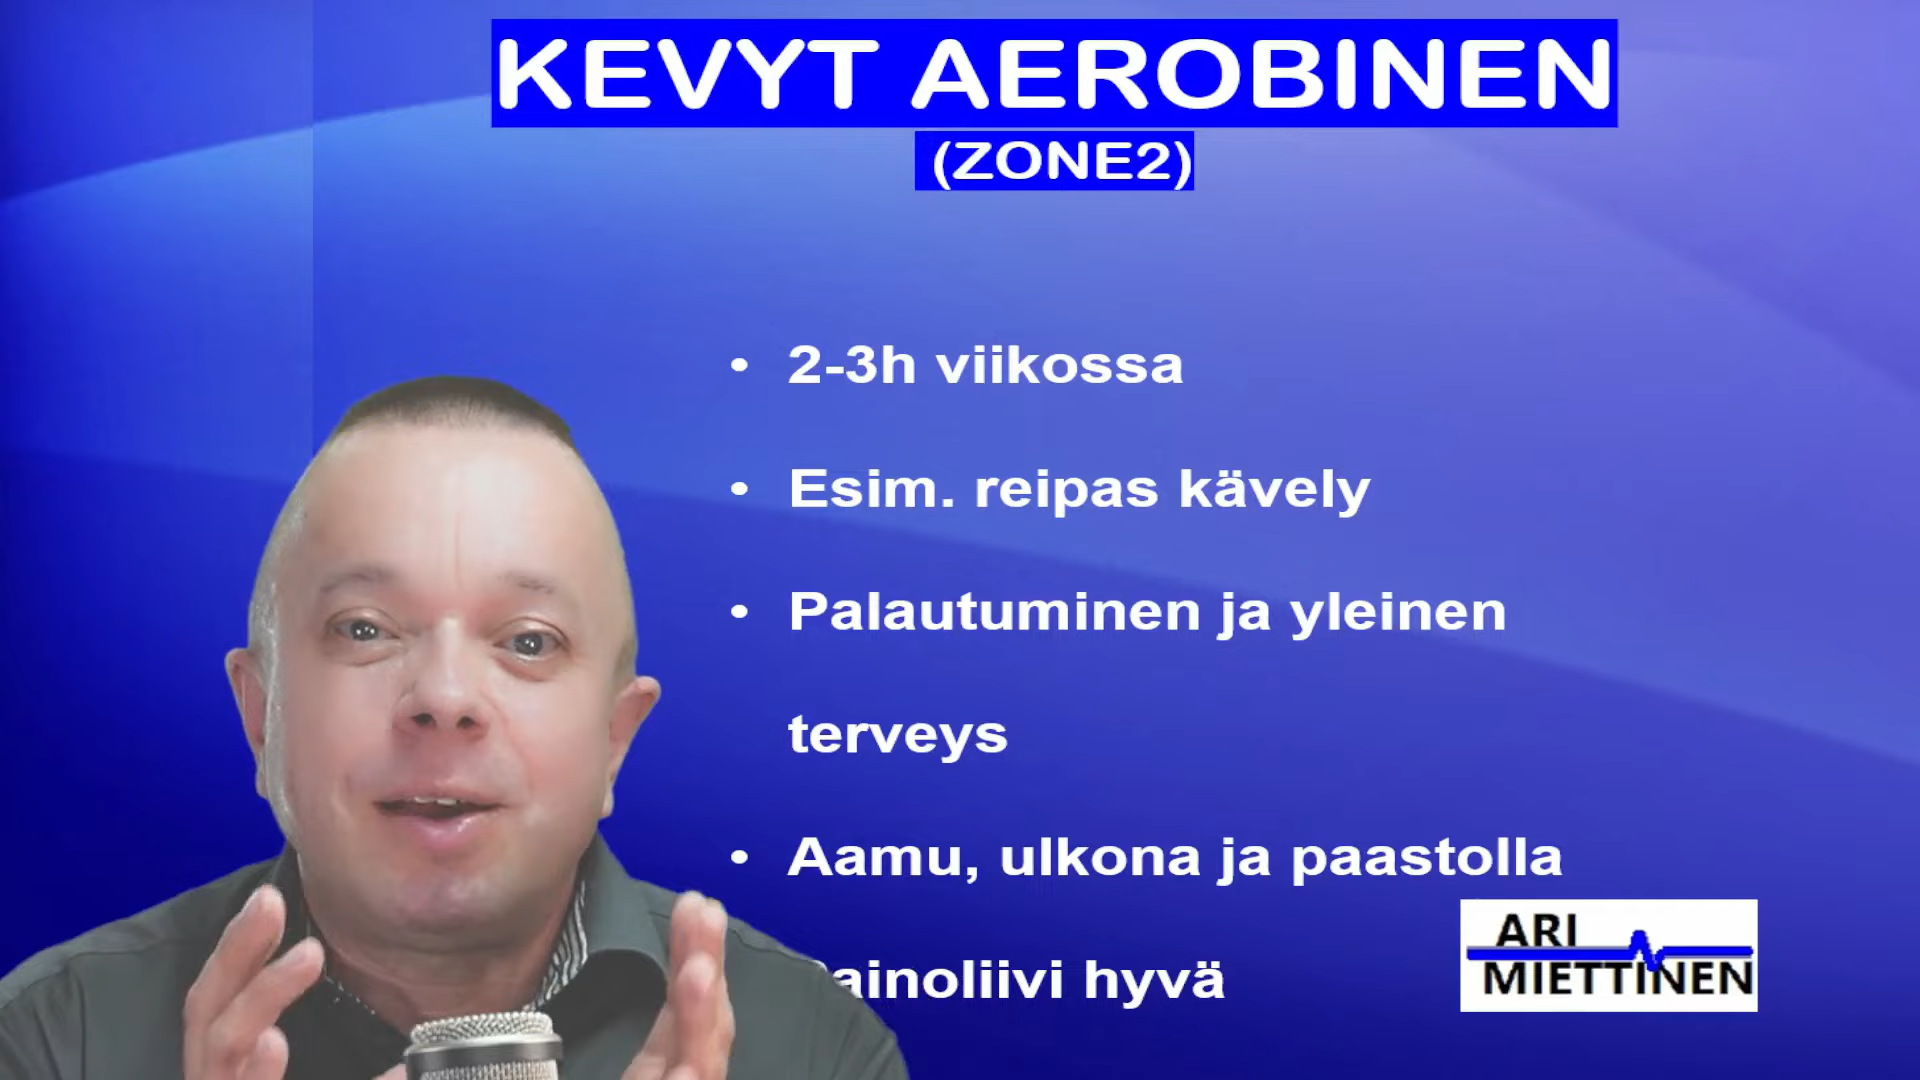 KEVYT AEROBINEN
(ZONE2)
• 2-3h viikossa
• Esim. reipas kävely
• Palautuminen ja yleinen
terveys
• Aamu, ulkona ja paastolla
hyvä
ARI
MIETTINEN